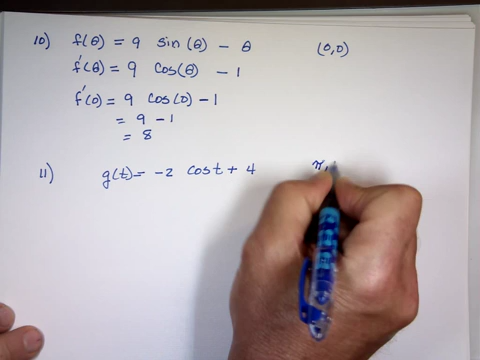 10) f(θ) = 9 sin(θ) - θ (0,0)
f'(θ) = 9 cos(θ) - 1
f'(0) = 9 cos(0) - 1
= 9 - 1
= 8
11) g(t) = -2 cost + 4 π,